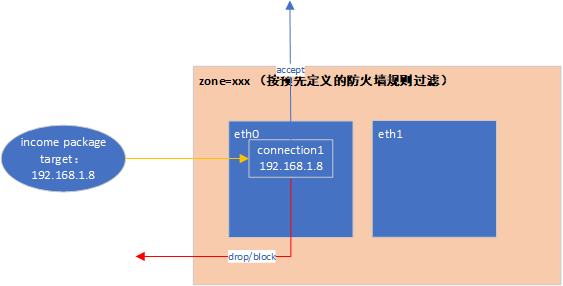 accept
zone=xxx （按预先定义的防火墙规则过滤）
eth0
eth1
income package
target：
192.168.1.8
connection1
192.168.1.8
drop/block